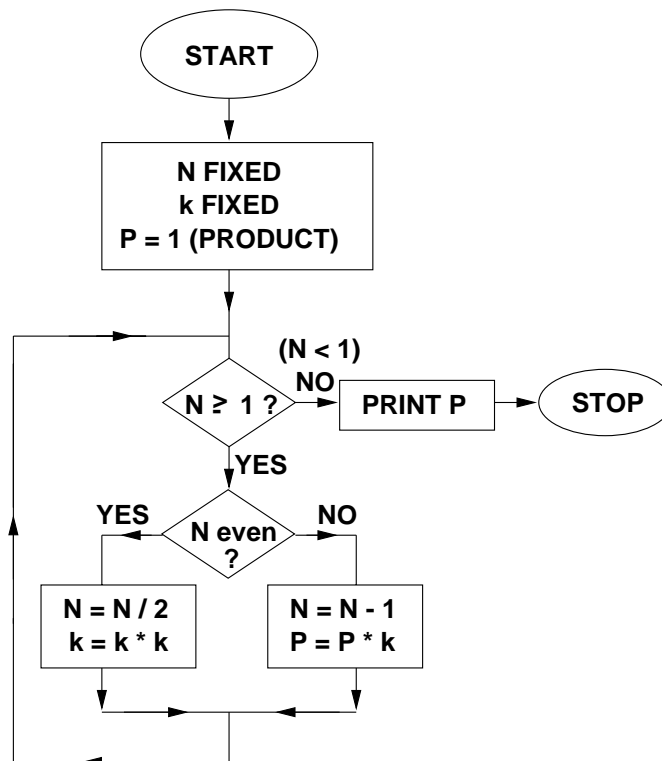 START
N FIXED
k FIXED
P = 1 (PRODUCT)
(N < 1)
NO
N ≥ 1 ?
PRINT P
STOP
YES
YES
NO
N even
?
N = N / 2
k = k * k
N = N - 1
P = P * k